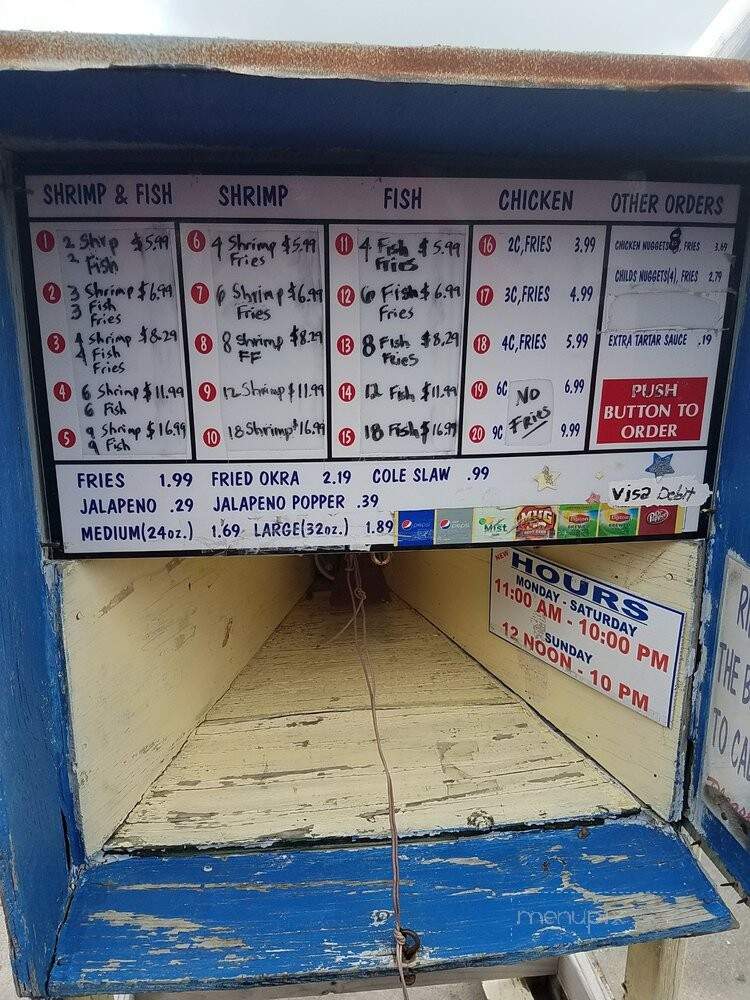 SHRIMP & FISH
1 2 Shrp $5.99
2 Fish
2 3 Shrimp $6.99
3 Fish
Fries
3 4 Shrimp $8.29
4 Fish
Fries
4 6 Shrimp $11.99
6 Fish
5 9 Shrimp $16.99
9 Fish
SHRIMP
6 4 Shrimp $5.99
Fries
7 6 Shrimp $6.99
Fries
8 8 Shrimp $8.29
FF
9 12 Shrimp $11.99
10 18 Shrimp $16.99
FISH
11 4 Fish $5.99
Fries
12 6 Fish $6.99
Fries
13 8 Fish $8.29
Fries
14 12 Fish $11.99
15 18 Fish $16.99
CHICKEN
16 2C,FRIES 3.99
17 3C,FRIES 4.99
18 4C,FRIES 5.99
19 6C 6.99
20 9C 9.99
No
Fries
OTHER ORDERS
CHICKEN NUGGETS, FRIES 3.69
CHILDS NUGGETS(4), FRIES 2.79
EXTRA TARTAR SAUCE .19
PUSH
BUTTON TO
ORDER
FRIES 1.99 FRIED OKRA 2.19 COLE SLAW .99
JALAPENO .29 JALAPENO POPPER .39
Visa Debit
MEDIUM(24oz.) 1.69 LARGE(32oz.) 1.89
pepsi pepsi Mist MUG Lipton Lipton Dr Pepper
NEW HOURS
MONDAY - SATURDAY
11:00 AM - 10:00 PM
SUNDAY
12 NOON - 10 PM
THE
TO
menupix